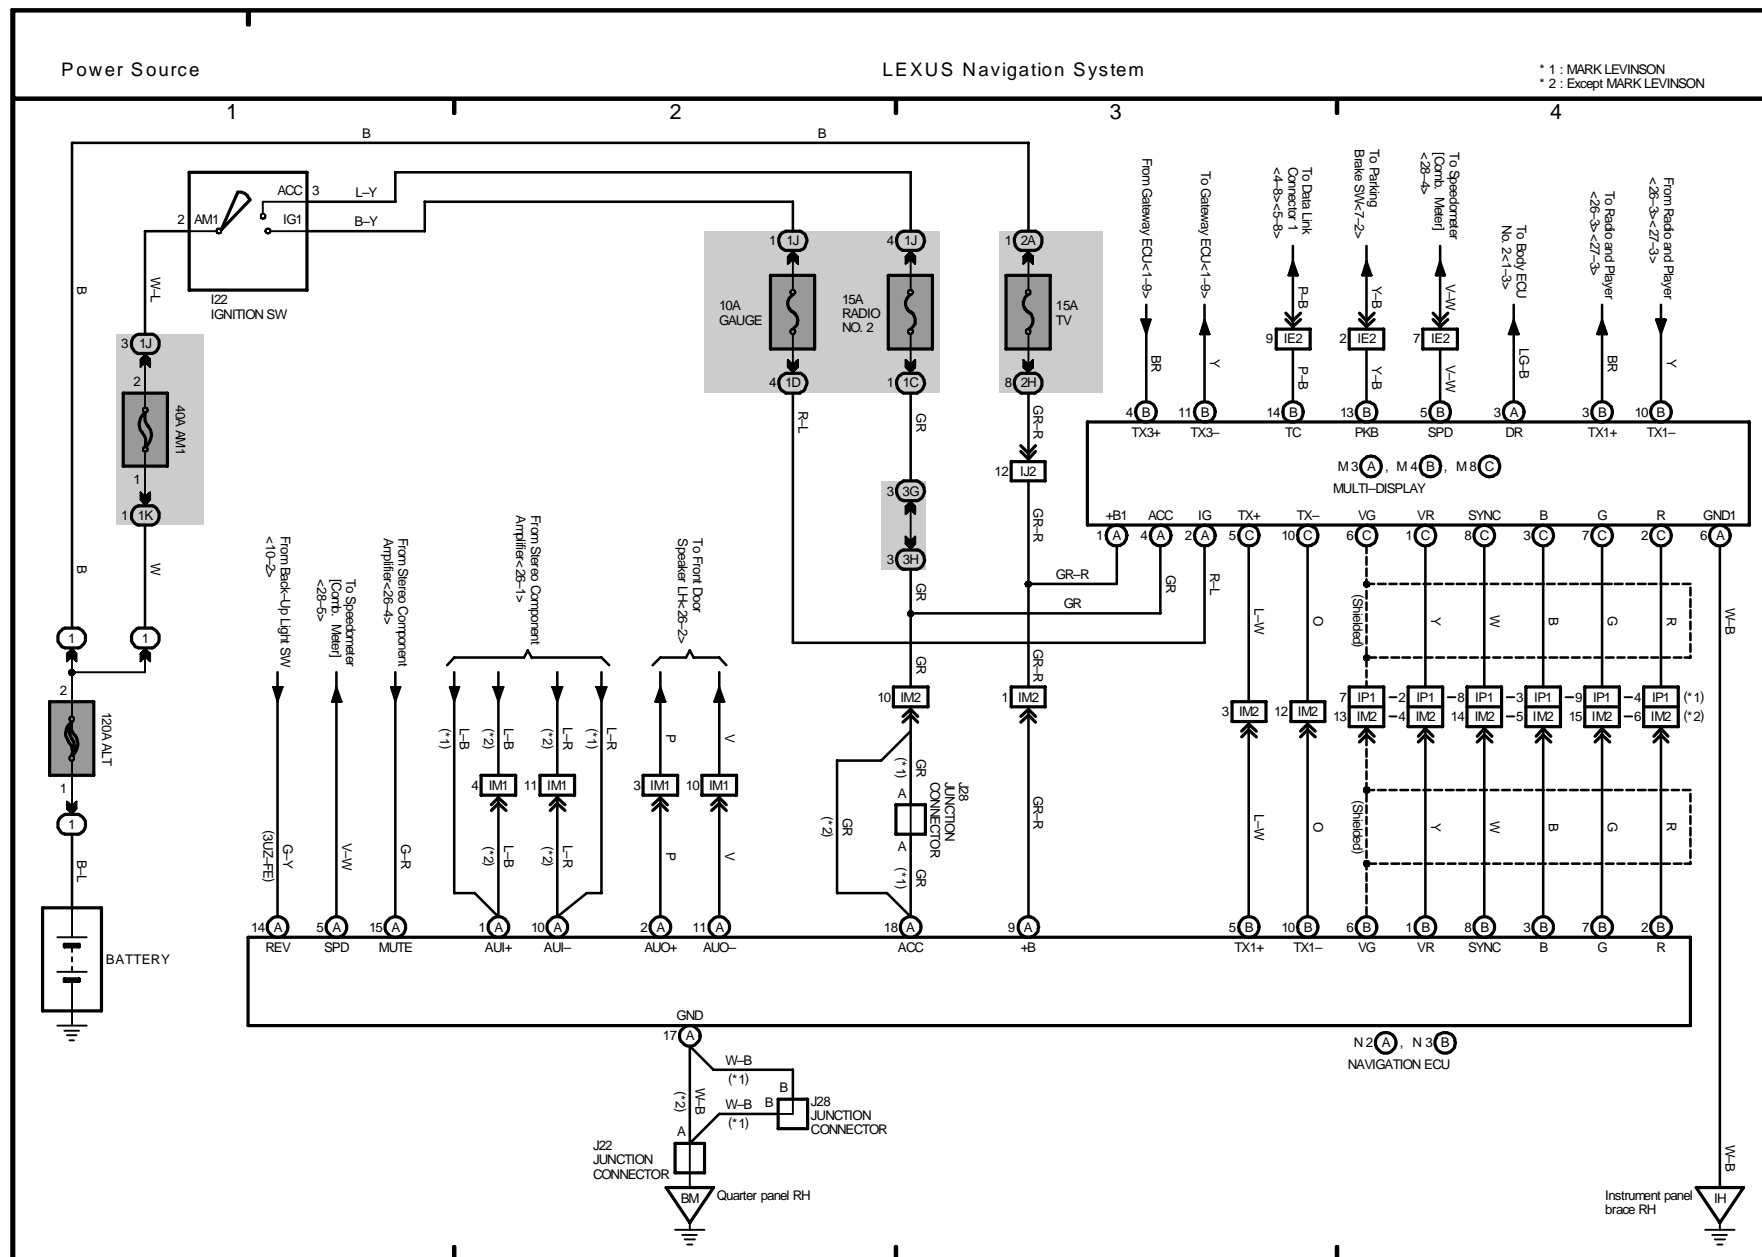 Power Source
LEXUS Navigation System
* 1 : MARK LEVINSON
* 2 : Except MARK LEVINSON
1
2
3
4
B
B
ACC
3
L–Y
2
AM1
IG1
B–Y
I22
IGNITION SW
W–L
B
3
1J
2
40A AM1
1
1
1K
W
B
1
1
2
120A ALT
1
1
B–L
BATTERY
1
1J
4
1J
1
2A
10A
GAUGE
15A
RADIO
NO. 2
15A
TV
4
1D
1
1C
8
2H
R–L
GR
GR–R
12
IJ2
GR–R
3
3G
3
3H
GR
GR–R
GR
GR
R–L
GR
GR–R
From Gateway ECU<1–9>
To Gateway ECU<1–9>
To Data Link
Connector 1
<4–8><5–8>
To Parking
Brake SW<7–2>
To Speedometer
[Comb. Meter]
<28–4>
To Body ECU
No. 2<1–3>
To Radio and Player
<26–3><27–3>
From Radio and Player
<26–3><27–3>
P–B
Y–B
V–W
9
IE2
2
IE2
7
IE2
BR
Y
P–B
Y–B
V–W
LG–B
BR
Y
4
B
11
B
14
B
13
B
5
B
3
A
3
B
10
B
TX3+
TX3–
TC
PKB
SPD
DR
TX1+
TX1–
M 3 A , M 4 B , M 8 C
MULTI–DISPLAY
+B1
ACC
IG
TX+
TX–
VG
VR
SYNC
B
G
R
GND1
1
A
4
A
2
A
5
C
10
C
6
C
1
C
8
C
3
C
7
C
2
C
6
A
L–W
O
(Shielded)
Y
W
B
G
R
W–B
10
IM2
1
IM2
3
IM2
12
IM2
7
IP1
–2
IP1
–8
IP1
–3
IP1
–9
IP1
–4
IP1
(*1)
13
IM2
–4
IM2
14
IM2
–5
IM2
15
IM2
–6
IM2
(*2)
L–W
O
(Shielded)
Y
W
B
G
R
From Back–Up Light SW
<10–2>
To Speedometer
[Comb. Meter]
<28–5>
From Stereo Component
Amplifier<26–4>
From Stereo Component
Amplifier<26–1>
To Front Door
Speaker LH<26–2>
L–B
(*1)
L–B
(*2)
L–R
(*2)
L–R
(*1)
P
V
4
IM1
11
IM1
3
IM1
10
IM1
G–Y
(3UZ–FE)
V–W
G–R
L–B
(*2)
L–R
(*2)
P
V
GR
(*2)
GR
(*1)
A
J28
JUNCTION
CONNECTOR
A
GR
(*1)
GR–R
14
A
5
A
15
A
1
A
10
A
2
A
11
A
18
A
9
A
5
B
10
B
6
B
1
B
8
B
3
B
7
B
2
B
REV
SPD
MUTE
AUI+
AUI–
AUO+
AUO–
ACC
+B
TX1+
TX1–
VG
VR
SYNC
B
G
R
GND
17
A
N 2 A , N 3 B
NAVIGATION ECU
W–B
(*1)
B
W–B
(*2)
W–B
(*1)
B
J28
JUNCTION
CONNECTOR
A
J22
JUNCTION
CONNECTOR
BM
Quarter panel RH
W–B
Instrument panel
brace RH
IH